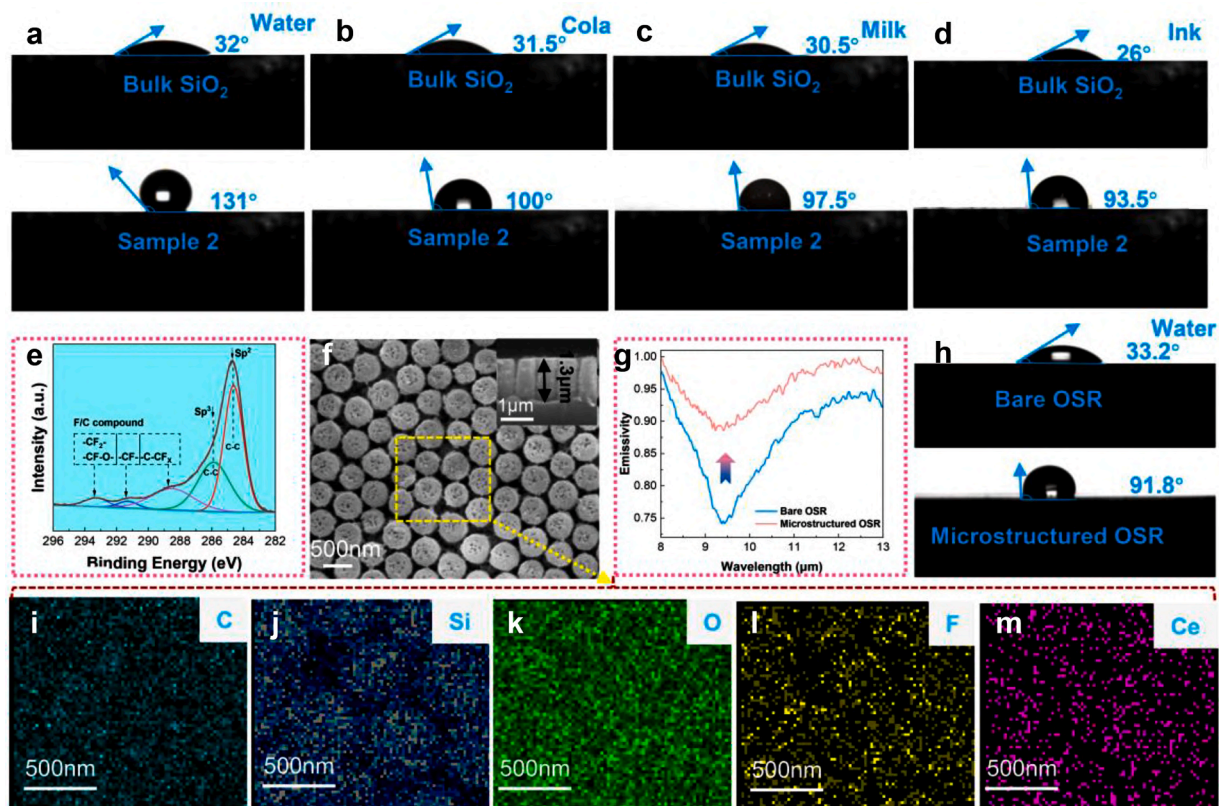 a
Water
32°
Bulk SiO₂
131°
Sample 2
b
Cola
31.5°
Bulk SiO₂
100°
Sample 2
c
Milk
30.5°
Bulk SiO₂
97.5°
Sample 2
d
Ink
26°
Bulk SiO₂
93.5°
Sample 2
e
Sp²
Sp³
F/C compound
-CF₂-
-CF-O-
-CF-
-C-CFₓ
C-C
C-C
Intensity (a.u.)
296 294 292 290 288 286 284 282
Binding Energy (eV)
f
1.3μm
1μm
500nm
g
1.00
0.95
0.90
0.85
0.80
0.75
Emissivity
Bare OSR
Microstructured OSR
8 9 10 11 12 13
Wavelength (μm)
h
Water
33.2°
Bare OSR
91.8°
Microstructured OSR
i
C
500nm
j
Si
500nm
k
O
500nm
l
F
500nm
m
Ce
500nm